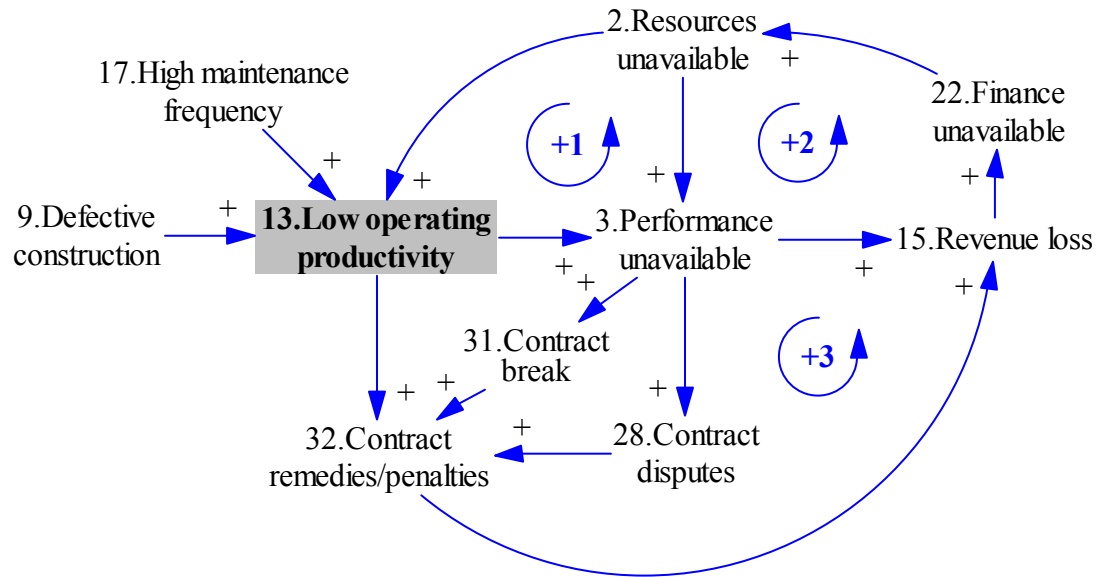 2.Resources
unavailable
+
17.High maintenance
frequency
22.Finance
unavailable
+1
+2
+
+
+
+
9.Defective
construction
+
13.Low operating
productivity
3.Performance
unavailable
15.Revenue loss
+
+
+
+
31.Contract
break
+3
+
+
+
32.Contract
remedies/penalties
+
28.Contract
disputes